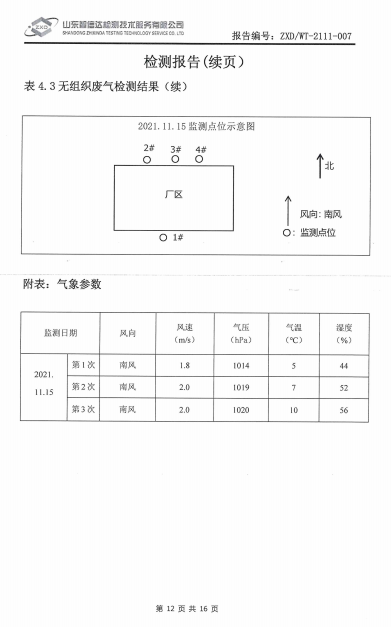 ZXD
山东智信达检测技术服务有限公司
SHANDONG ZHIXINDA TESTING TECHNOLOGY SERVICE CO. LTD
报告编号: ZXD/WT-2111-007
检测报告(续页)
表 4.3 无组织废气检测结果（续）
2021.11.15 监测点位示意图
2# 3# 4#
北
厂区
风向: 南风
○: 监测点位
1#
附表: 气象参数
监测日期 风向 风速 (m/s) 气压 (hPa) 气温 (℃) 湿度 (%)
2021. 11.15
第 1 次 南风 1.8 1014 5 44
第 2 次 南风 2.0 1019 7 52
第 3 次 南风 2.0 1020 10 56
第 12 页 共 16 页